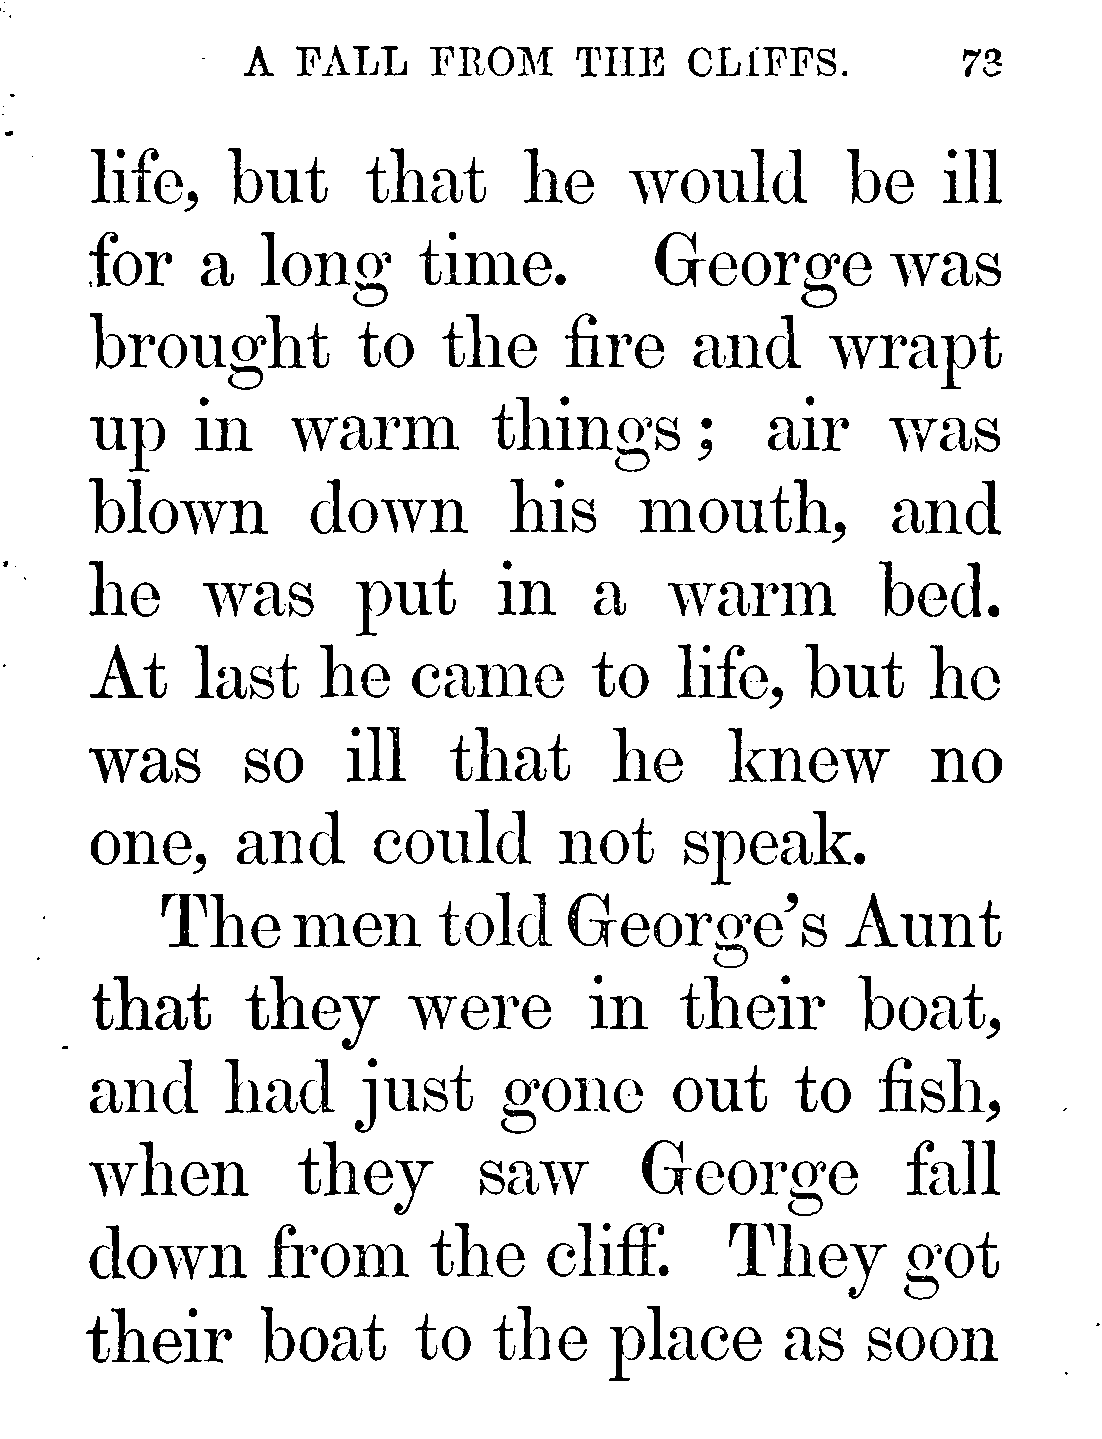 A FALL FROM THE CLIFFS. 73
life, but that he would be ill
for a long time. George was
brought to the fire and wrapt
up in warm things; air was
blown down his mouth, and
he was put in a warm bed.
At last he came to life, but he
was so ill that he knew no
one, and could not speak.
The men told George's Aunt
that they were in their boat,
and had just gone out to fish,
when they saw George fall
down from the cliff. They got
their boat to the place as soon